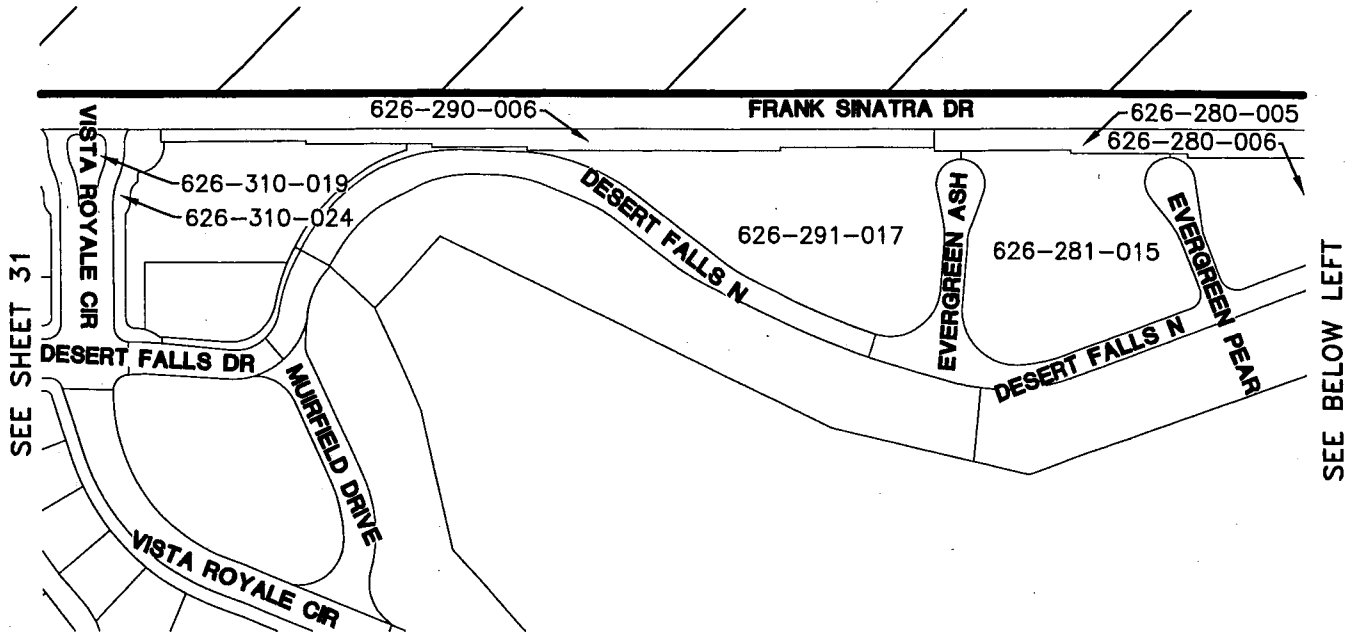 626-290-006
FRANK SINATRA DR
626-280-005
626-280-006
VISTA ROYALE CIR
626-310-019
626-310-024
DESERT FALLS N
626-291-017
EVERGREEN ASH
626-281-015
EVERGREEN PEAR
SEE SHEET 31
SEE BELOW LEFT
DESERT FALLS DR
DESERT FALLS N
MUIRFIELD DRIVE
VISTA ROYALE CIR